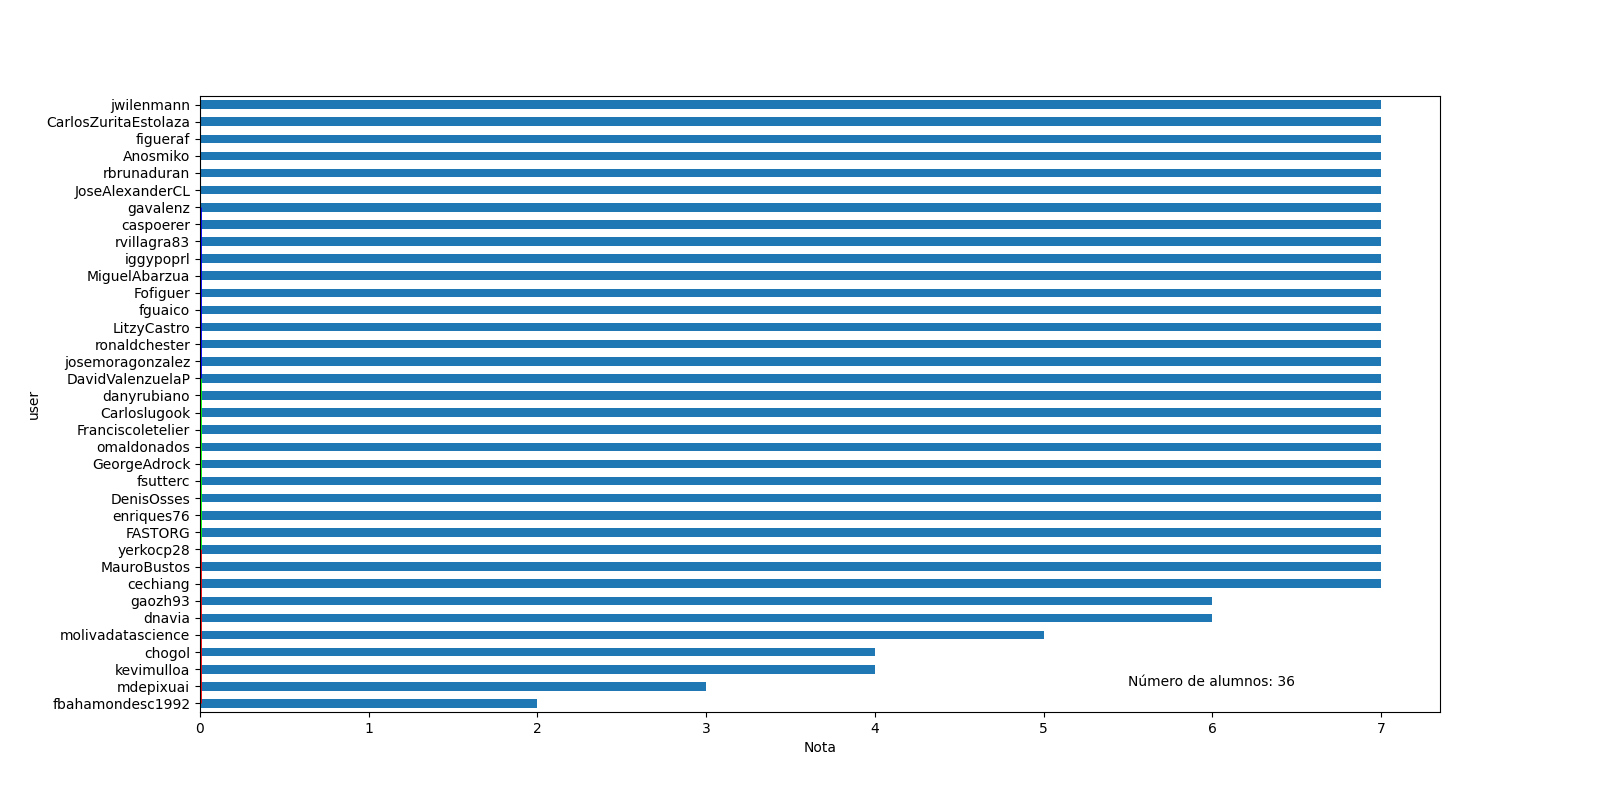 jwilenmann
CarlosZuritaEstolaza
figueraf
Anosmiko
rbrunaduran
JoseAlexanderCL
gavalenz
caspoerer
rvillagra83
iggypoprl
MiguelAbarzua
Fofiguer
fguaico
LitzyCastro
ronaldchester
josemoragonzalez
DavidValenzuelaP
danyrubiano
Carloslugook
Franciscoletelier
omaldonados
GeorgeAdrock
fsutterc
DenisOsses
enriques76
FASTORG
yerkocp28
MauroBustos
cechiang
gaozh93
dnavia
molivadatascience
chogol
kevimulloa
mdepixuai
fbahamondesc1992
user
Número de alumnos: 36
0 1 2 3 4 5 6 7
Nota